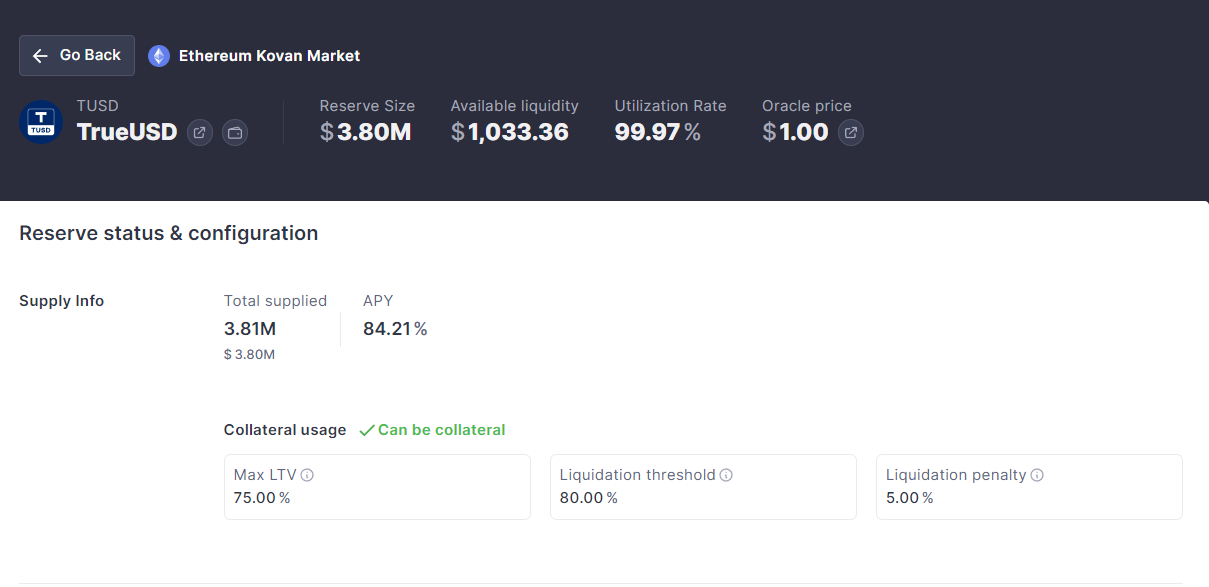 Go Back
Ethereum Kovan Market
T
TUSD
TUSD
TrueUSD
Reserve Size
$ 3.80M
Available liquidity
$ 1,033.36
Utilization Rate
99.97 %
Oracle price
$ 1.00
Reserve status & configuration
Supply Info
Total supplied
3.81M
$ 3.80M
APY
84.21 %
Collateral usage
Can be collateral
Max LTV
75.00 %
Liquidation threshold
80.00 %
Liquidation penalty
5.00 %